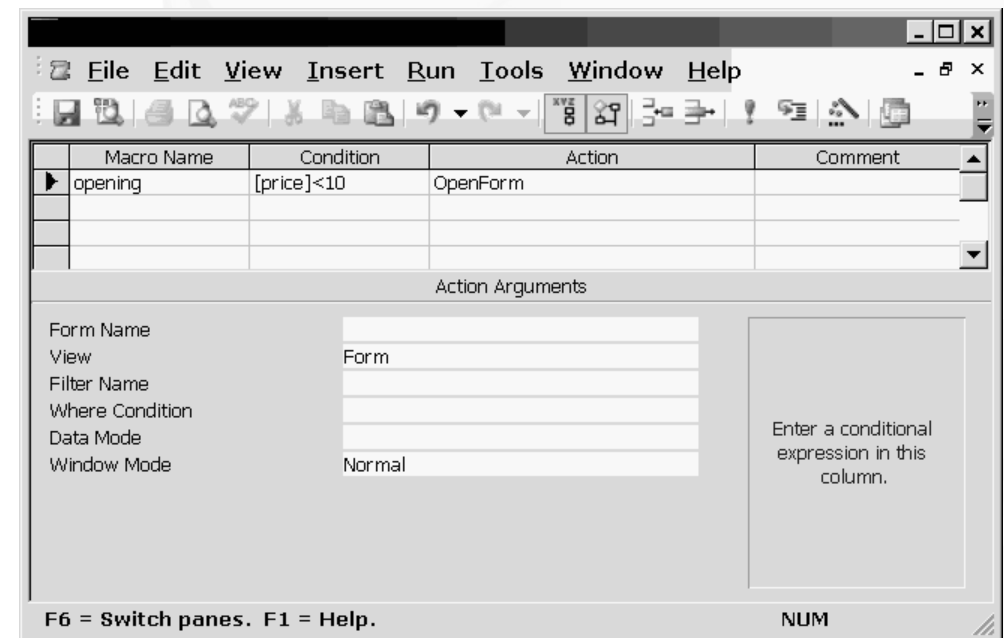 File Edit View Insert Run Tools Window Help
ABC XYZ
Macro Name Condition Action Comment
opening [price]<10 OpenForm
Action Arguments
Form Name
View Form
Filter Name
Where Condition
Data Mode
Window Mode Normal
Enter a conditional
expression in this
column.
F6 = Switch panes. F1 = Help. NUM